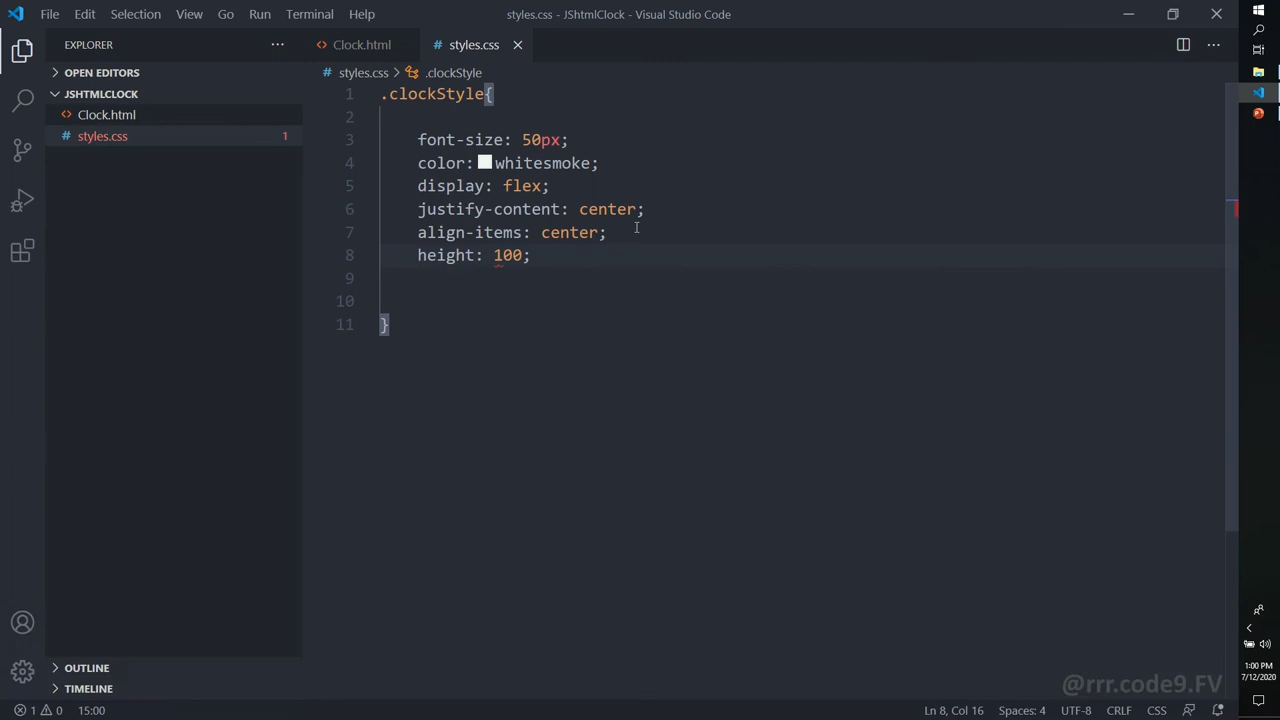 File Edit Selection View Go Run Terminal Help styles.css - JShtmlClock - Visual Studio Code
EXPLORER ··· Clock.html styles.css
OPEN EDITORS styles.css > .clockStyle
JSHTMLCLOCK
Clock.html
styles.css 1
1 .clockStyle{
2
3 font-size: 50px;
4 color: whitesmoke;
5 display: flex;
6 justify-content: center;
7 align-items: center;
8 height: 100;
9
10
11 }
OUTLINE
TIMELINE
@rrr.code9.FV
1:00 PM
7/12/2020
1 0 15:00 Ln 8, Col 16 Spaces: 4 UTF-8 CRLF CSS